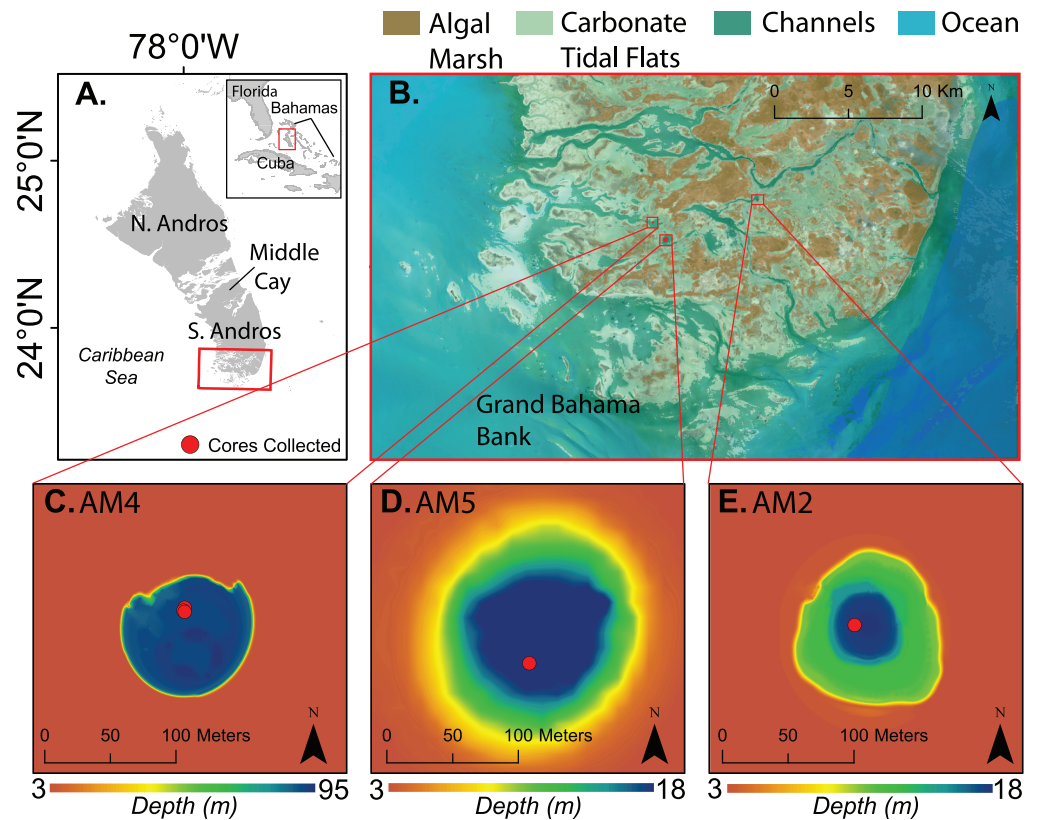 Algal
Marsh
Carbonate
Tidal Flats
Channels
Ocean
78°0'W
25°0'N
24°0'N
A.
Florida
Bahamas
Cuba
N. Andros
Middle
Cay
S. Andros
Caribbean
Sea
Cores Collected
B.
0 5 10 Km
N
Grand Bahama
Bank
C. AM4
N
0 50 100 Meters
3 95
Depth (m)
D. AM5
N
0 50 100 Meters
3 18
Depth (m)
E. AM2
N
0 50 100 Meters
3 18
Depth (m)